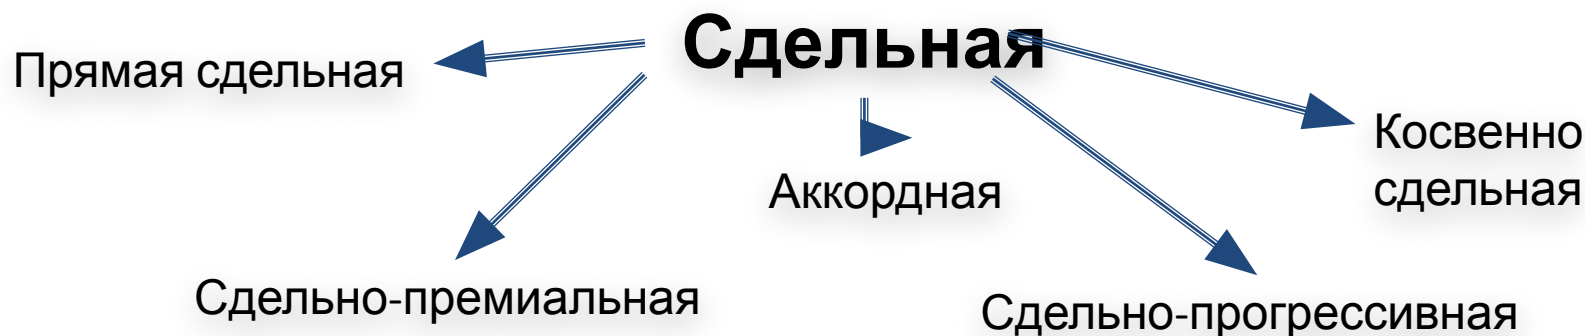 Сдельная
Прямая сдельная
Косвенно
сдельная
Аккордная
Сдельно-премиальная
Сдельно-прогрессивная